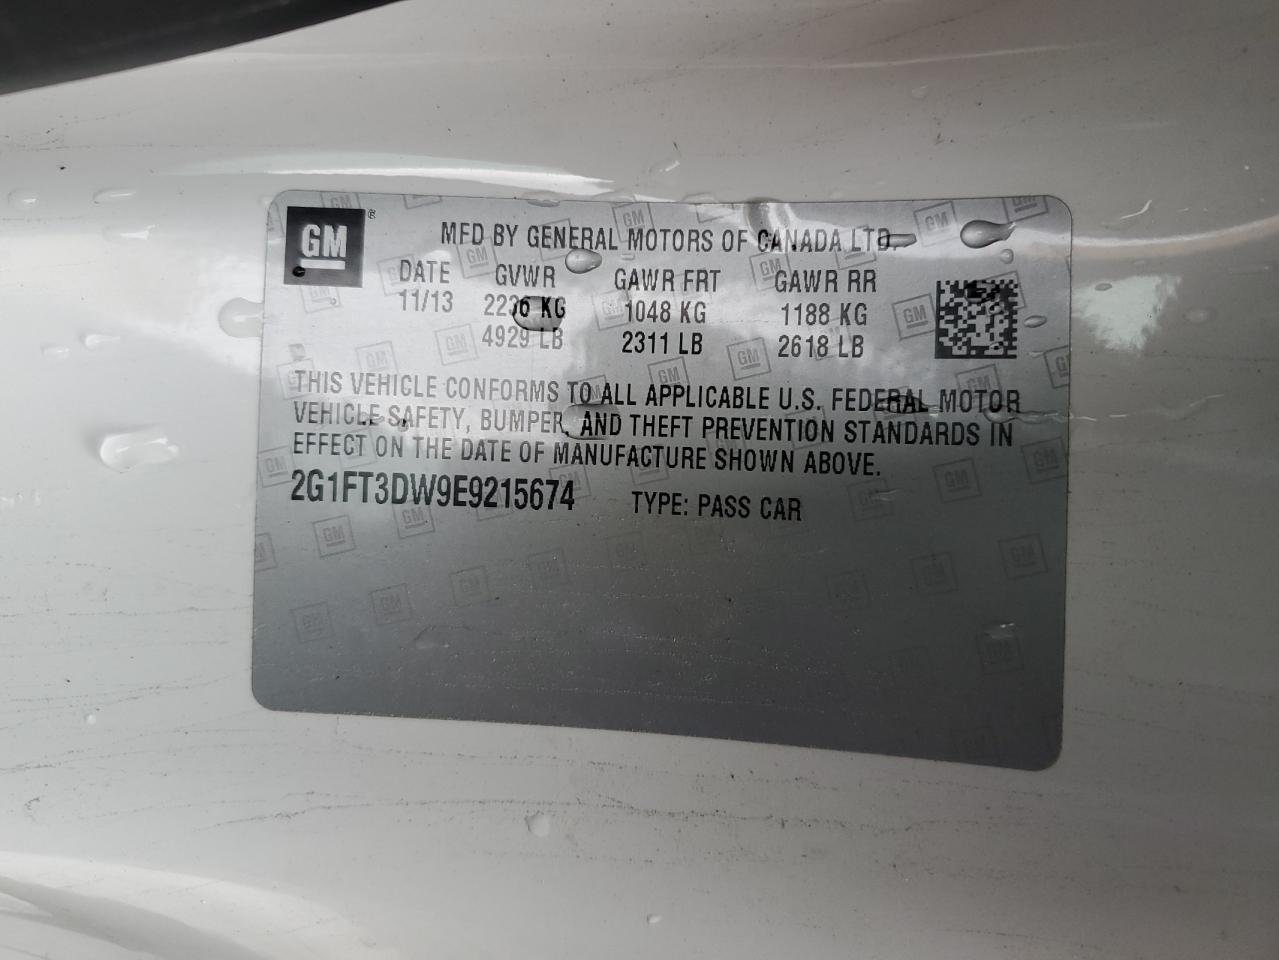 GM ®
MFD BY GENERAL MOTORS OF CANADA LTD.
DATE GVWR GAWR FRT GAWR RR
11/13 2236 KG 1048 KG 1188 KG
4929 LB 2311 LB 2618 LB
THIS VEHICLE CONFORMS TO ALL APPLICABLE U.S. FEDERAL MOTOR
VEHICLE SAFETY, BUMPER, AND THEFT PREVENTION STANDARDS IN
EFFECT ON THE DATE OF MANUFACTURE SHOWN ABOVE.
2G1FT3DW9E9215674 TYPE: PASS CAR